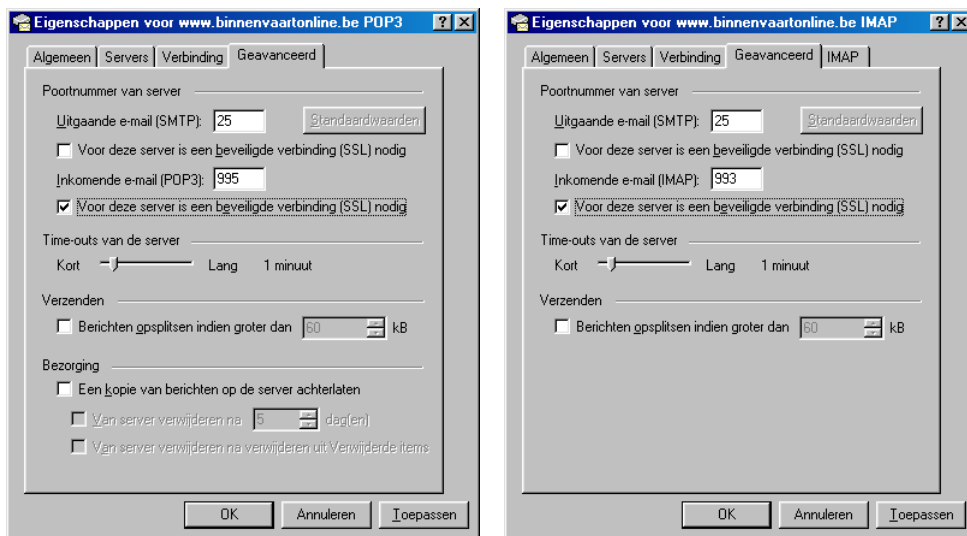 Eigenschappen voor www.binnenvaartonline.be POP3
Algemeen Servers Verbinding Geavanceerd
Poortnummer van server
Uitgaande e-mail (SMTP): 25 Standaardwaarden
Voor deze server is een beveiligde verbinding (SSL) nodig
Inkomende e-mail (POP3): 995
Voor deze server is een beveiligde verbinding (SSL) nodig
Time-outs van de server
Kort Lang 1 minuut
Verzenden
Berichten opsplitsen indien groter dan 60 kB
Bezorging
Een kopie van berichten op de server achterlaten
Van server verwijderen na 5 dag(en)
Van server verwijderen na verwijderen uit Verwijderde items
OK Annuleren Toepassen
Eigenschappen voor www.binnenvaartonline.be IMAP
Algemeen Servers Verbinding Geavanceerd IMAP
Poortnummer van server
Uitgaande e-mail (SMTP): 25 Standaardwaarden
Voor deze server is een beveiligde verbinding (SSL) nodig
Inkomende e-mail (IMAP): 993
Voor deze server is een beveiligde verbinding (SSL) nodig
Time-outs van de server
Kort Lang 1 minuut
Verzenden
Berichten opsplitsen indien groter dan 60 kB
OK Annuleren Toepassen